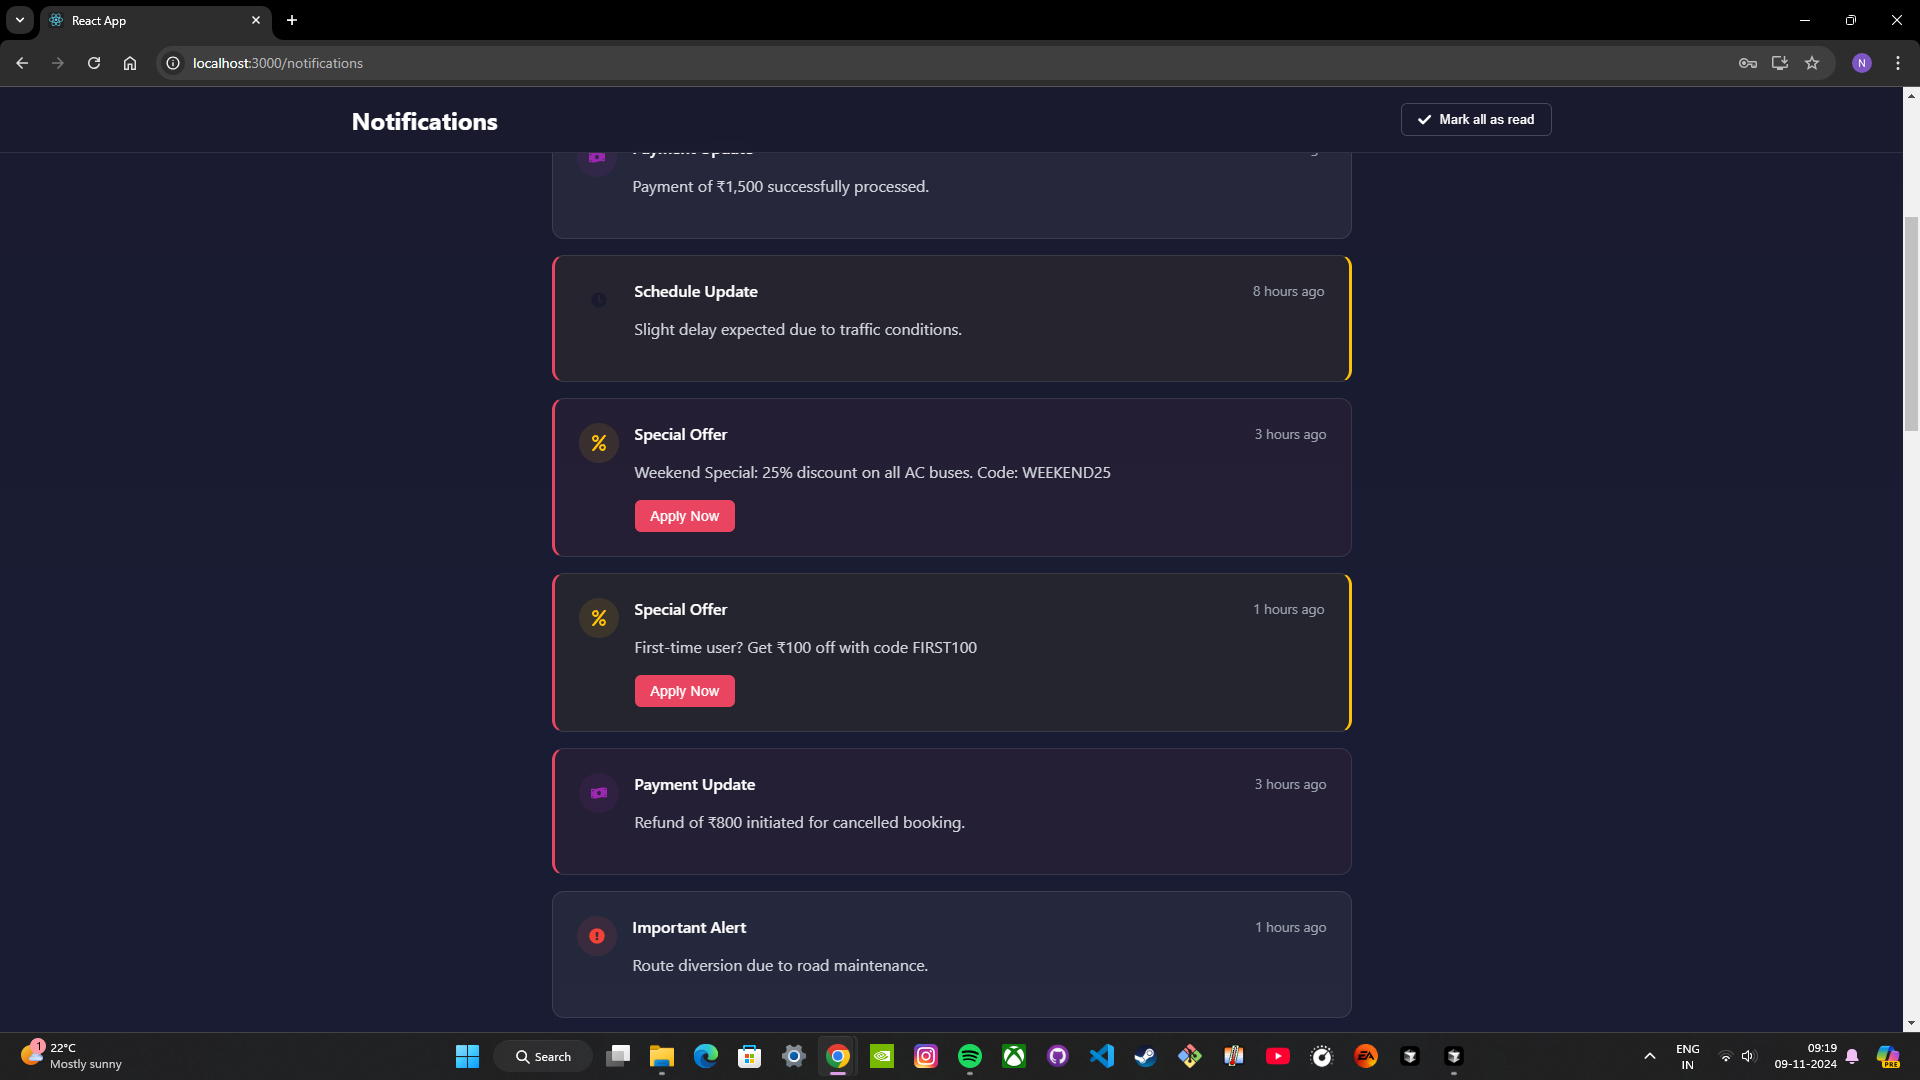 React App
localhost:3000/notifications
N
Notifications
Mark all as read
Payment Update
Payment of ₹1,500 successfully processed.
Schedule Update
8 hours ago
Slight delay expected due to traffic conditions.
Special Offer
3 hours ago
Weekend Special: 25% discount on all AC buses. Code: WEEKEND25
Apply Now
Special Offer
1 hours ago
First-time user? Get ₹100 off with code FIRST100
Apply Now
Payment Update
3 hours ago
Refund of ₹800 initiated for cancelled booking.
Important Alert
1 hours ago
Route diversion due to road maintenance.
1
22°C
Mostly sunny
Search
EA
ENG
IN
09:19
09-11-2024
PRE